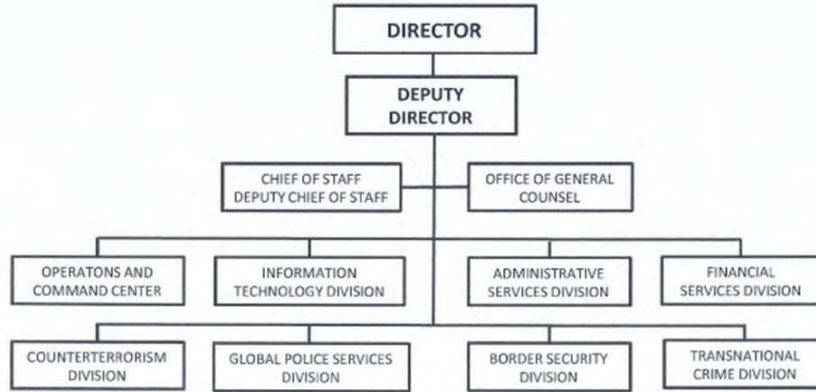 DIRECTOR
DEPUTY
DIRECTOR
CHIEF OF STAFF
DEPUTY CHIEF OF STAFF
OFFICE OF GENERAL
COUNSEL
OPERATONS AND
COMMAND CENTER
INFORMATION
TECHNOLOGY DIVISION
ADMINISTRATIVE
SERVICES DIVISION
FINANCIAL
SERVICES DIVISION
COUNTERTERRORISM
DIVISION
GLOBAL POLICE SERVICES
DIVISION
BORDER SECURITY
DIVISION
TRANSNATIONAL
CRIME DIVISION